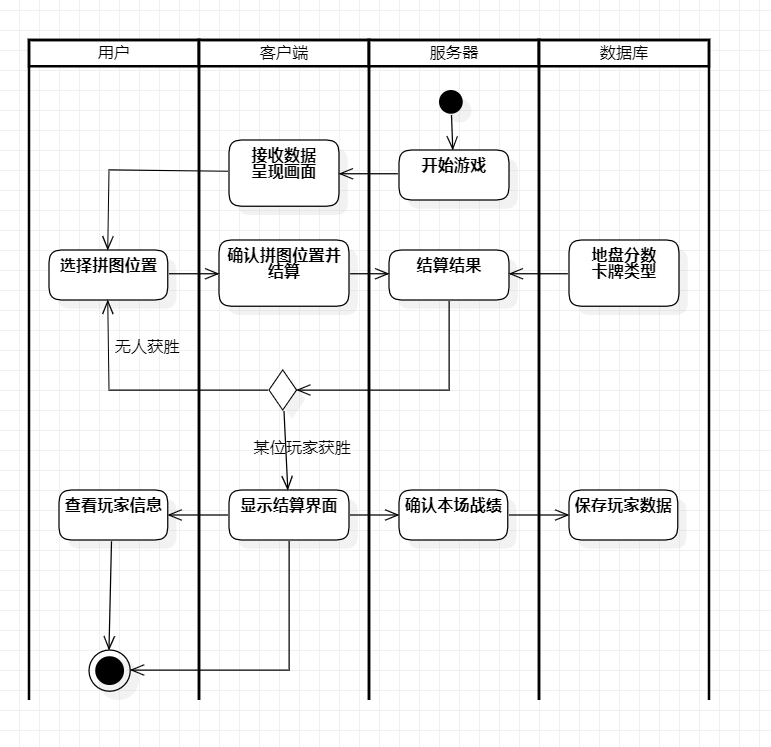 用户
客户端
服务器
数据库
接收数据
呈现画面
开始游戏
选择拼图位置
确认拼图位置并
结算
结算结果
地盘分数
卡牌类型
无人获胜
某位玩家获胜
查看玩家信息
显示结算界面
确认本场战绩
保存玩家数据